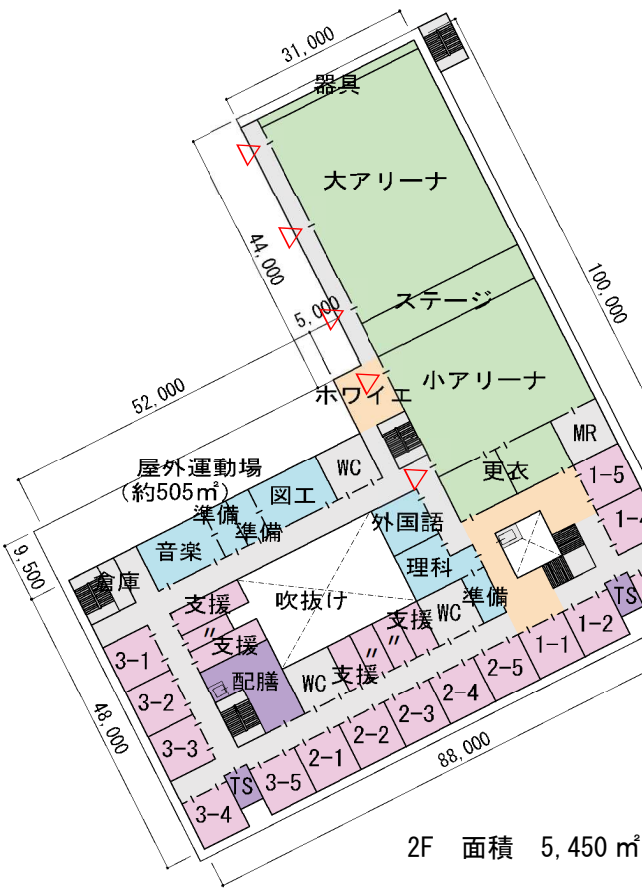 31,000
器具
大アリーナ
44,000
100,000
5,000
ステージ
52,000
小アリーナ
ホワイエ
MR
屋外運動場
(約505㎡)
WC
更衣
1-5
図工
準備
準備
外国語
1-4
音楽
9,500
倉庫
理科
支援
吹抜け
準備
TS
〃
支援
WC
支援
3-1
〃
1-2
配膳
WC
支援
〃
1-1
3-2
2-5
48,000
2-4
3-3
2-3
2-2
2-1
88,000
TS
3-5
3-4
2F 面積 5,450 ㎡